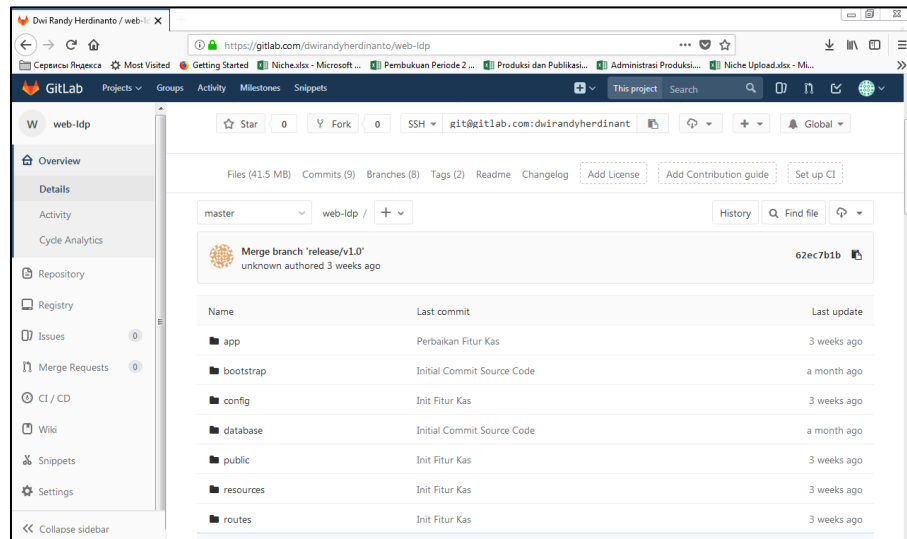 Dwi Randy Herdinanto / web-ld
https://gitlab.com/dwirandyherdinanto/web-ldp
Сервисы Яндекса Most Visited Getting Started Niche.xlsx - Microsoft ... Pembukuan Periode 2 ... Produksi dan Publikasi... Administrasi Produksi.... Niche Upload.xlsx - Mi...
GitLab Projects Groups Activity Milestones Snippets This project Search
W web-ldp
Star 0 Fork 0 SSH git@gitlab.com:dwirandyherdinant Global
Overview
Details
Activity
Cycle Analytics
Repository
Registry
Issues 0
Merge Requests 0
CI / CD
Wiki
Snippets
Settings
Collapse sidebar
Files (41.5 MB) Commits (9) Branches (8) Tags (2) Readme Changelog Add License Add Contribution guide Set up CI
master web-ldp / + History Find file
Merge branch 'release/v1.0'
unknown authored 3 weeks ago
62ec7b1b
Name Last commit Last update
app Perbaikan Fitur Kas 3 weeks ago
bootstrap Initial Commit Source Code a month ago
config Init Fitur Kas 3 weeks ago
database Initial Commit Source Code a month ago
public Init Fitur Kas 3 weeks ago
resources Init Fitur Kas 3 weeks ago
routes Init Fitur Kas 3 weeks ago